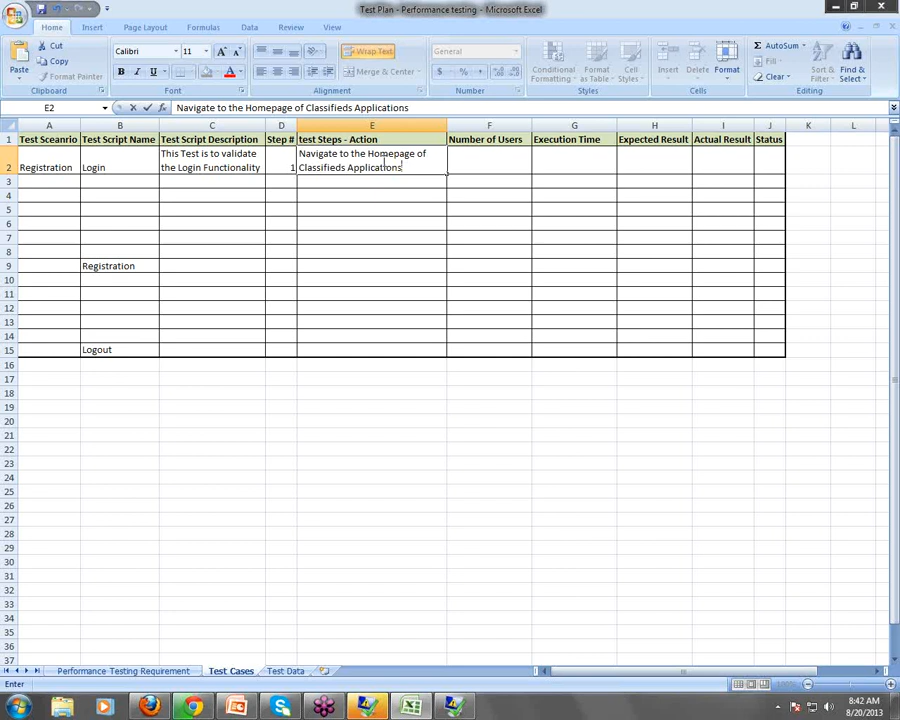 Test Plan - Performance testing - Microsoft Excel
Home Insert Page Layout Formulas Data Review View
Cut
Copy
Format Painter
Paste
Clipboard
Calibri 11
B I U
Font
Wrap Text
Merge & Center
Alignment
General
$ % ,
Number
Conditional Formatting
Format as Table
Cell Styles
Styles
Insert Delete Format
Cells
AutoSum
Clear
Sort & Filter
Find & Select
Editing
E2 fx Navigate to the Homepage of Classifieds Applications
A B C D E F G H I J K L
1 Test Sceanrio Test Script Name Test Script Description Step # test Steps - Action Number of Users Execution Time Expected Result Actual Result Status
This Test is to validate Navigate to the Homepage of
2 Registration Login the Login Functionality 1 Classifieds Applications
3
4
5
6
7
8
9 Registration
10
11
12
13
14
15 Logout
16
17
18
19
20
21
22
23
24
25
26
27
28
29
30
31
32
33
34
35
36
37
Performance Testing Requirement Test Cases Test Data
Enter 100%
8:42 AM
8/20/2013